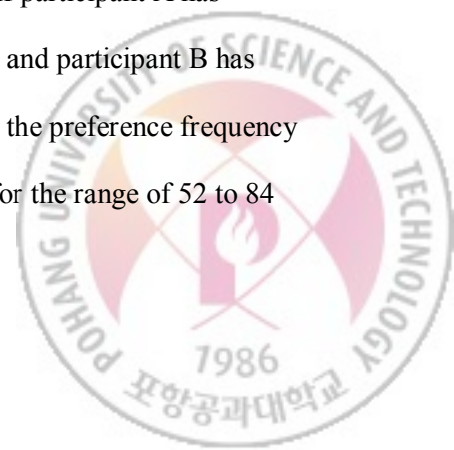 participant A has
and participant B has
the preference frequency
for the range of 52 to 84
POHANG UNIVERSITY OF SCIENCE AND TECHNOLOGY
1986
포항공과대학교